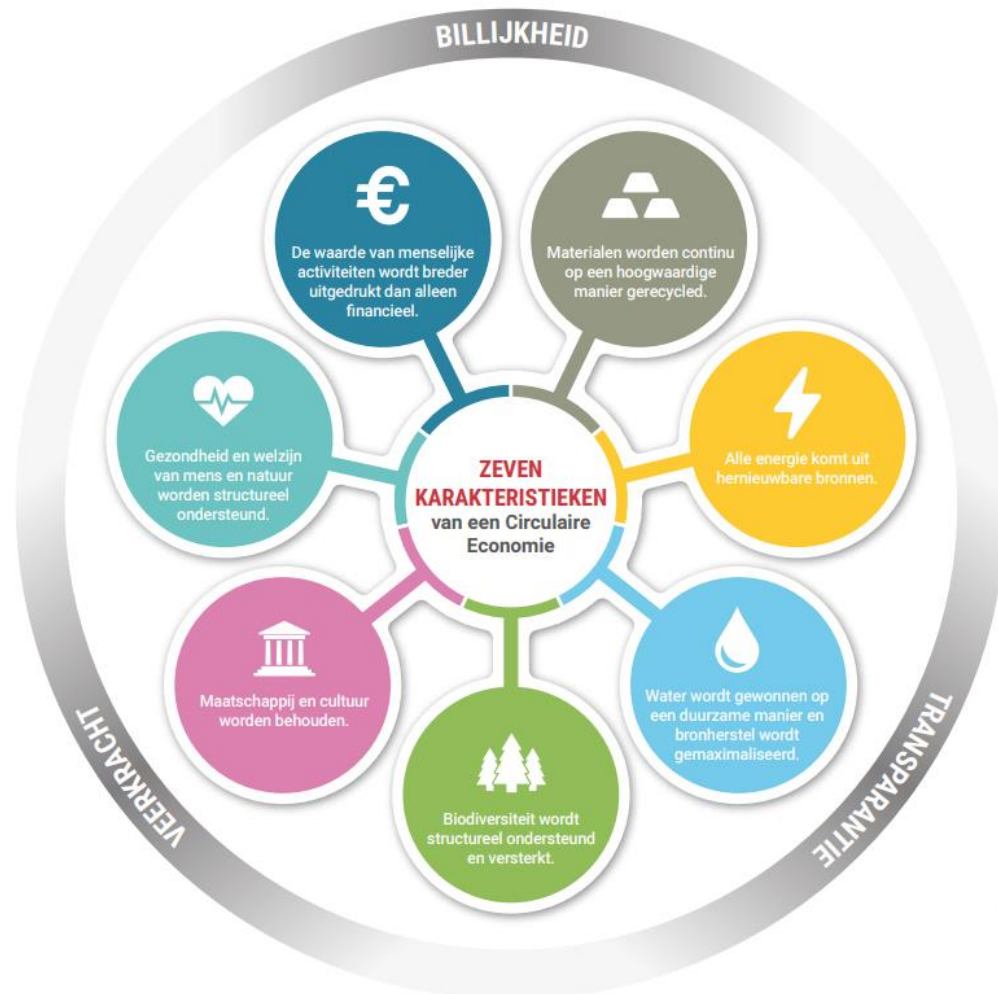 BILLIJKHEID
De waarde van menselijke
activiteiten wordt breder
uitgedrukt dan alleen
financieel.
Materialen worden continu
op een hoogwaardige
manier gerecycled.
Gezondheid en welzijn
van mens en natuur
worden structureel
ondersteund.
ZEVEN
KARAKTERISTIEKEN
van een Circulaire
Economie
Alle energie komt uit
hernieuwbare bronnen.
Maatschappij en cultuur
worden behouden.
Water wordt gewonnen op
een duurzame manier en
bronherstel wordt
gemaximaliseerd.
Biodiversiteit wordt
structureel ondersteund
en versterkt.
VEERKRACHT
TRANSPARANTIE